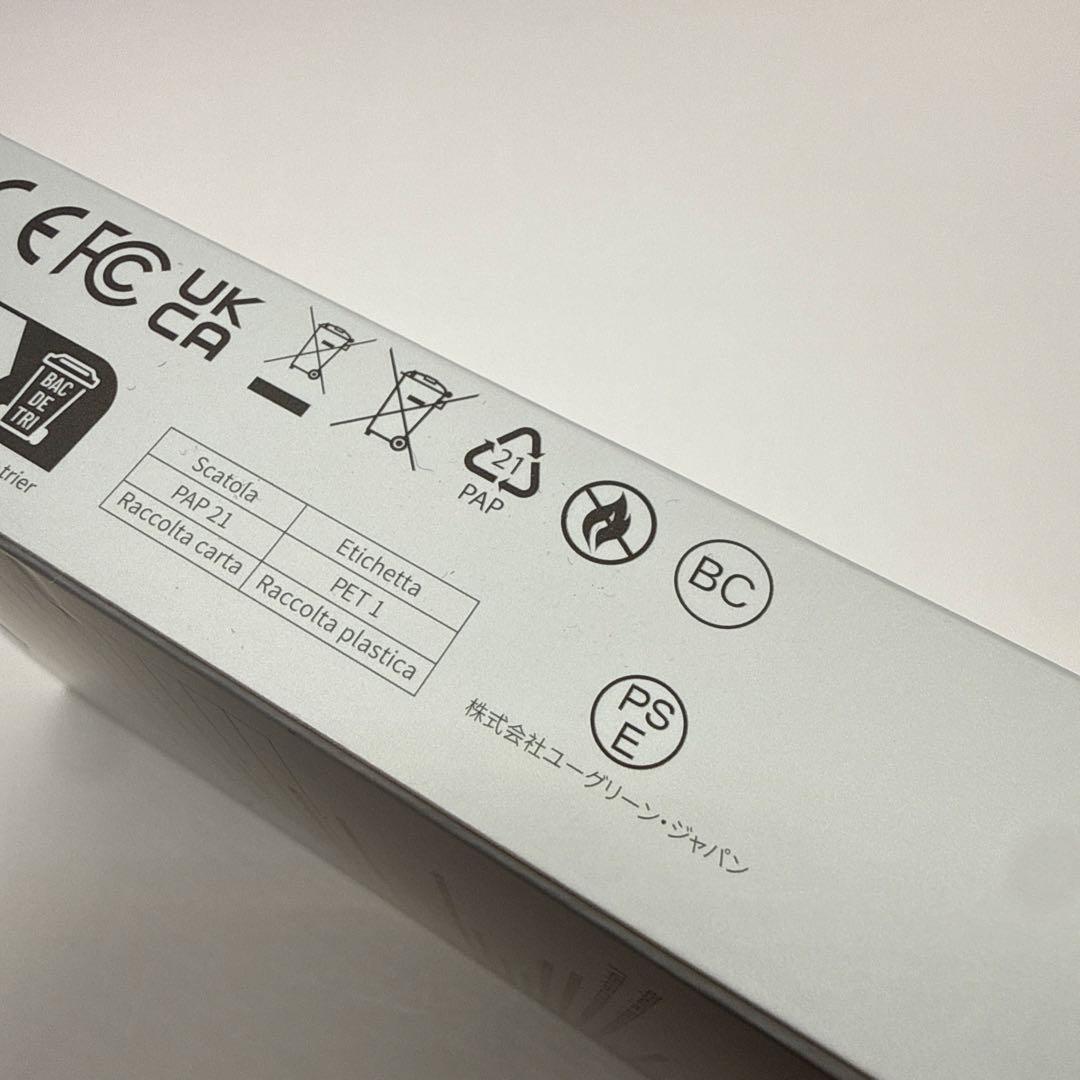 CE FC UK
CA
BAC
DE
TRI
trier
Scatola
PAP 21
Raccolta carta
Etichetta
PET 1
Raccolta plastica
21
PAP
BC
PS
E
株式会社ユーグリーン・ジャパン